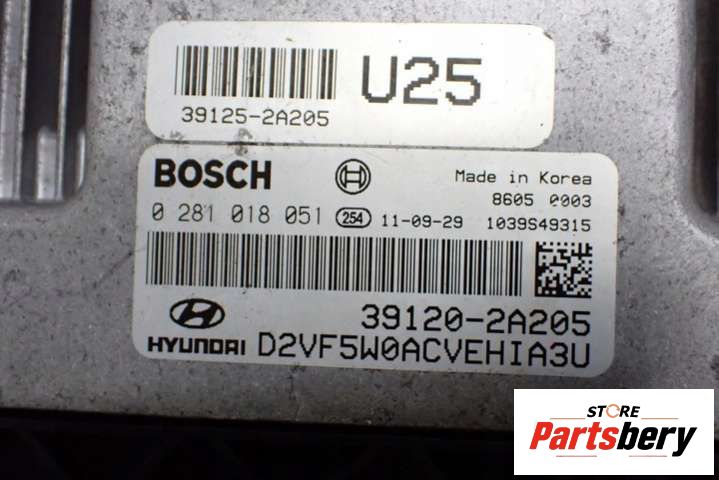 U25
39125-2A205
BOSCH
Made in Korea
8605 0903
0 281 018 051 254 11-09-29 1039S49315
39120-2A205
HYUNDAI D2VF5W0ACVEHIA3U
STORE
Partsbery